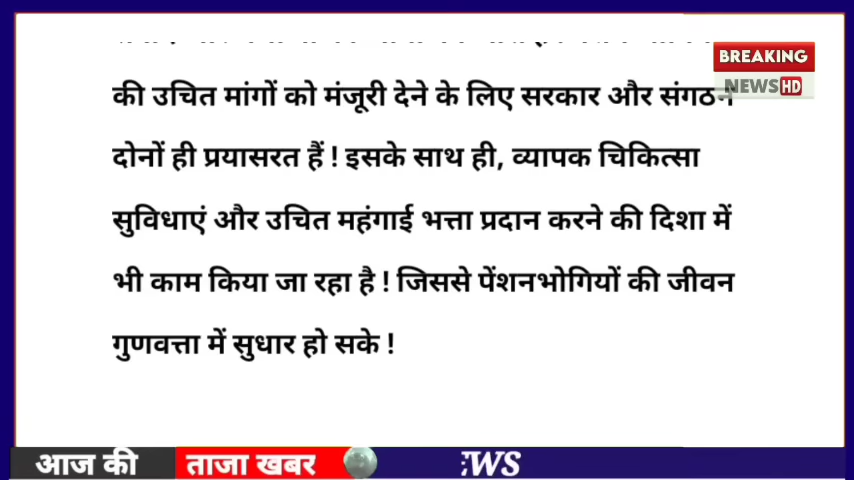 की उचित मांगों को मंजूरी देने के लिए सरकार और संगठन
दोनों ही प्रयासरत हैं ! इसके साथ ही, व्यापक चिकित्सा
सुविधाएं और उचित महंगाई भत्ता प्रदान करने की दिशा में
भी काम किया जा रहा है ! जिससे पेंशनभोगियों की जीवन
गुणवत्ता में सुधार हो सके !
BREAKING
NEWS HD
आज की ताजा खबर EWS